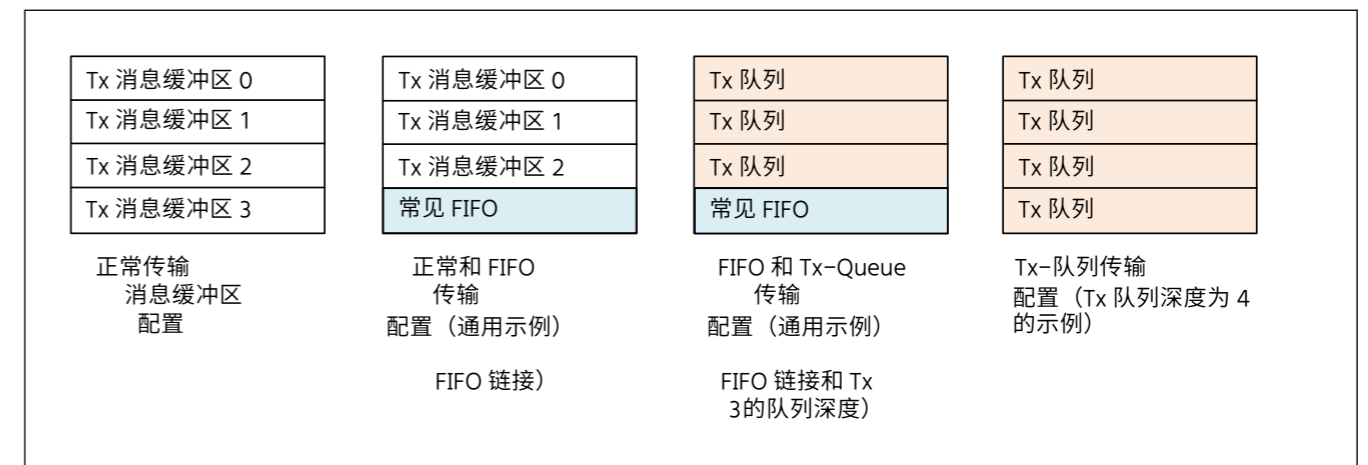 Tx 消息缓冲区 0
Tx 消息缓冲区 1
Tx 消息缓冲区 2
Tx 消息缓冲区 3
正常传输
消息缓冲区
配置
Tx 消息缓冲区 0
Tx 消息缓冲区 1
Tx 消息缓冲区 2
常见 FIFO
正常和 FIFO
传输
配置（通用示例）
FIFO 链接）
Tx 队列
Tx 队列
Tx 队列
常见 FIFO
FIFO 和 Tx-Queue
传输
配置（通用示例）
FIFO 链接和 Tx
3的队列深度）
Tx 队列
Tx 队列
Tx 队列
Tx 队列
Tx-队列传输
配置（Tx 队列深度为 4
的示例）